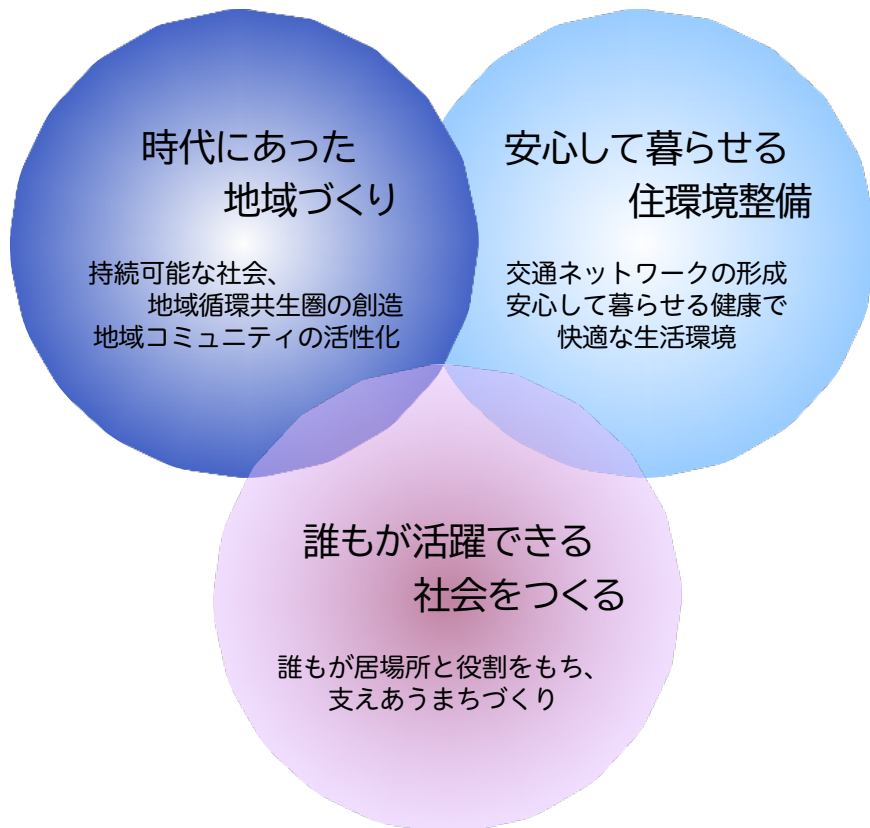 時代にあった
地域づくり
持続可能な社会、
地域循環共生圏の創造
地域コミュニティの活性化
安心して暮らせる
住環境整備
交通ネットワークの形成
安心して暮らせる健康で
快適な生活環境
誰もが活躍できる
社会をつくる
誰もが居場所と役割をもち、
支えあうまちづくり